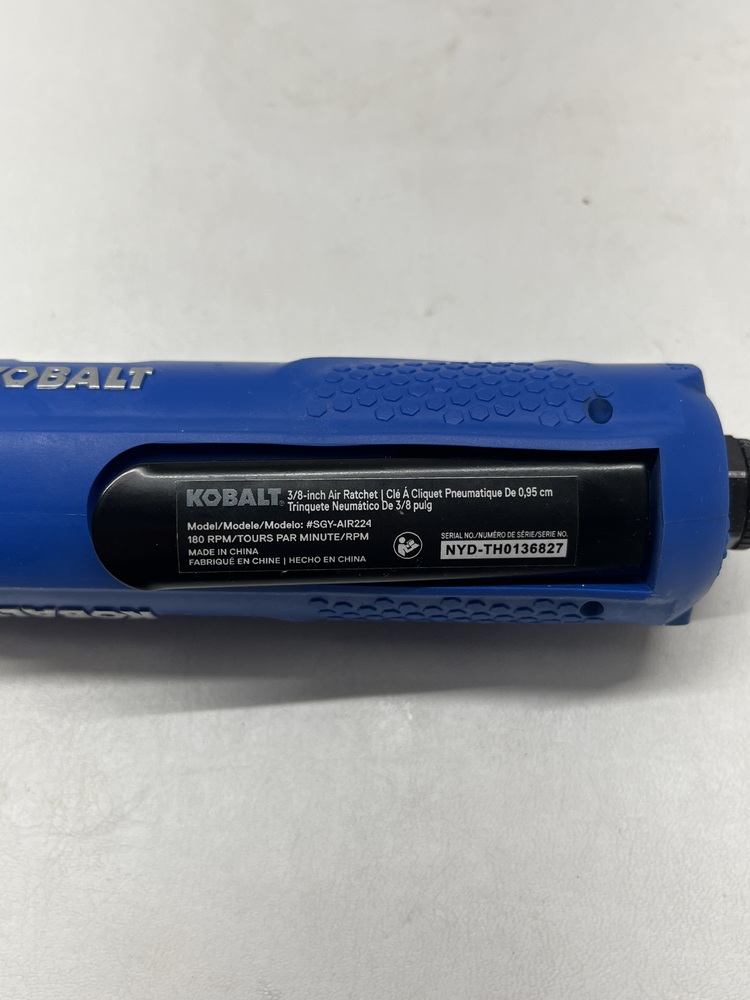 KOBALT
KOBALT 3/8-inch Air Ratchet | Clé À Cliquet Pneumatique De 0,95 cm
Trinquete Neumático De 3/8 pulg
Model/Modele/Modelo: #SGY-AIR224
180 RPM/TOURS PAR MINUTE/RPM
MADE IN CHINA
FABRIQUÉ EN CHINE | HECHO EN CHINA
SERIAL NO./NUMÉRO DE SÉRIE/SERIE NO.
NYD-TH0136827
KOBALT